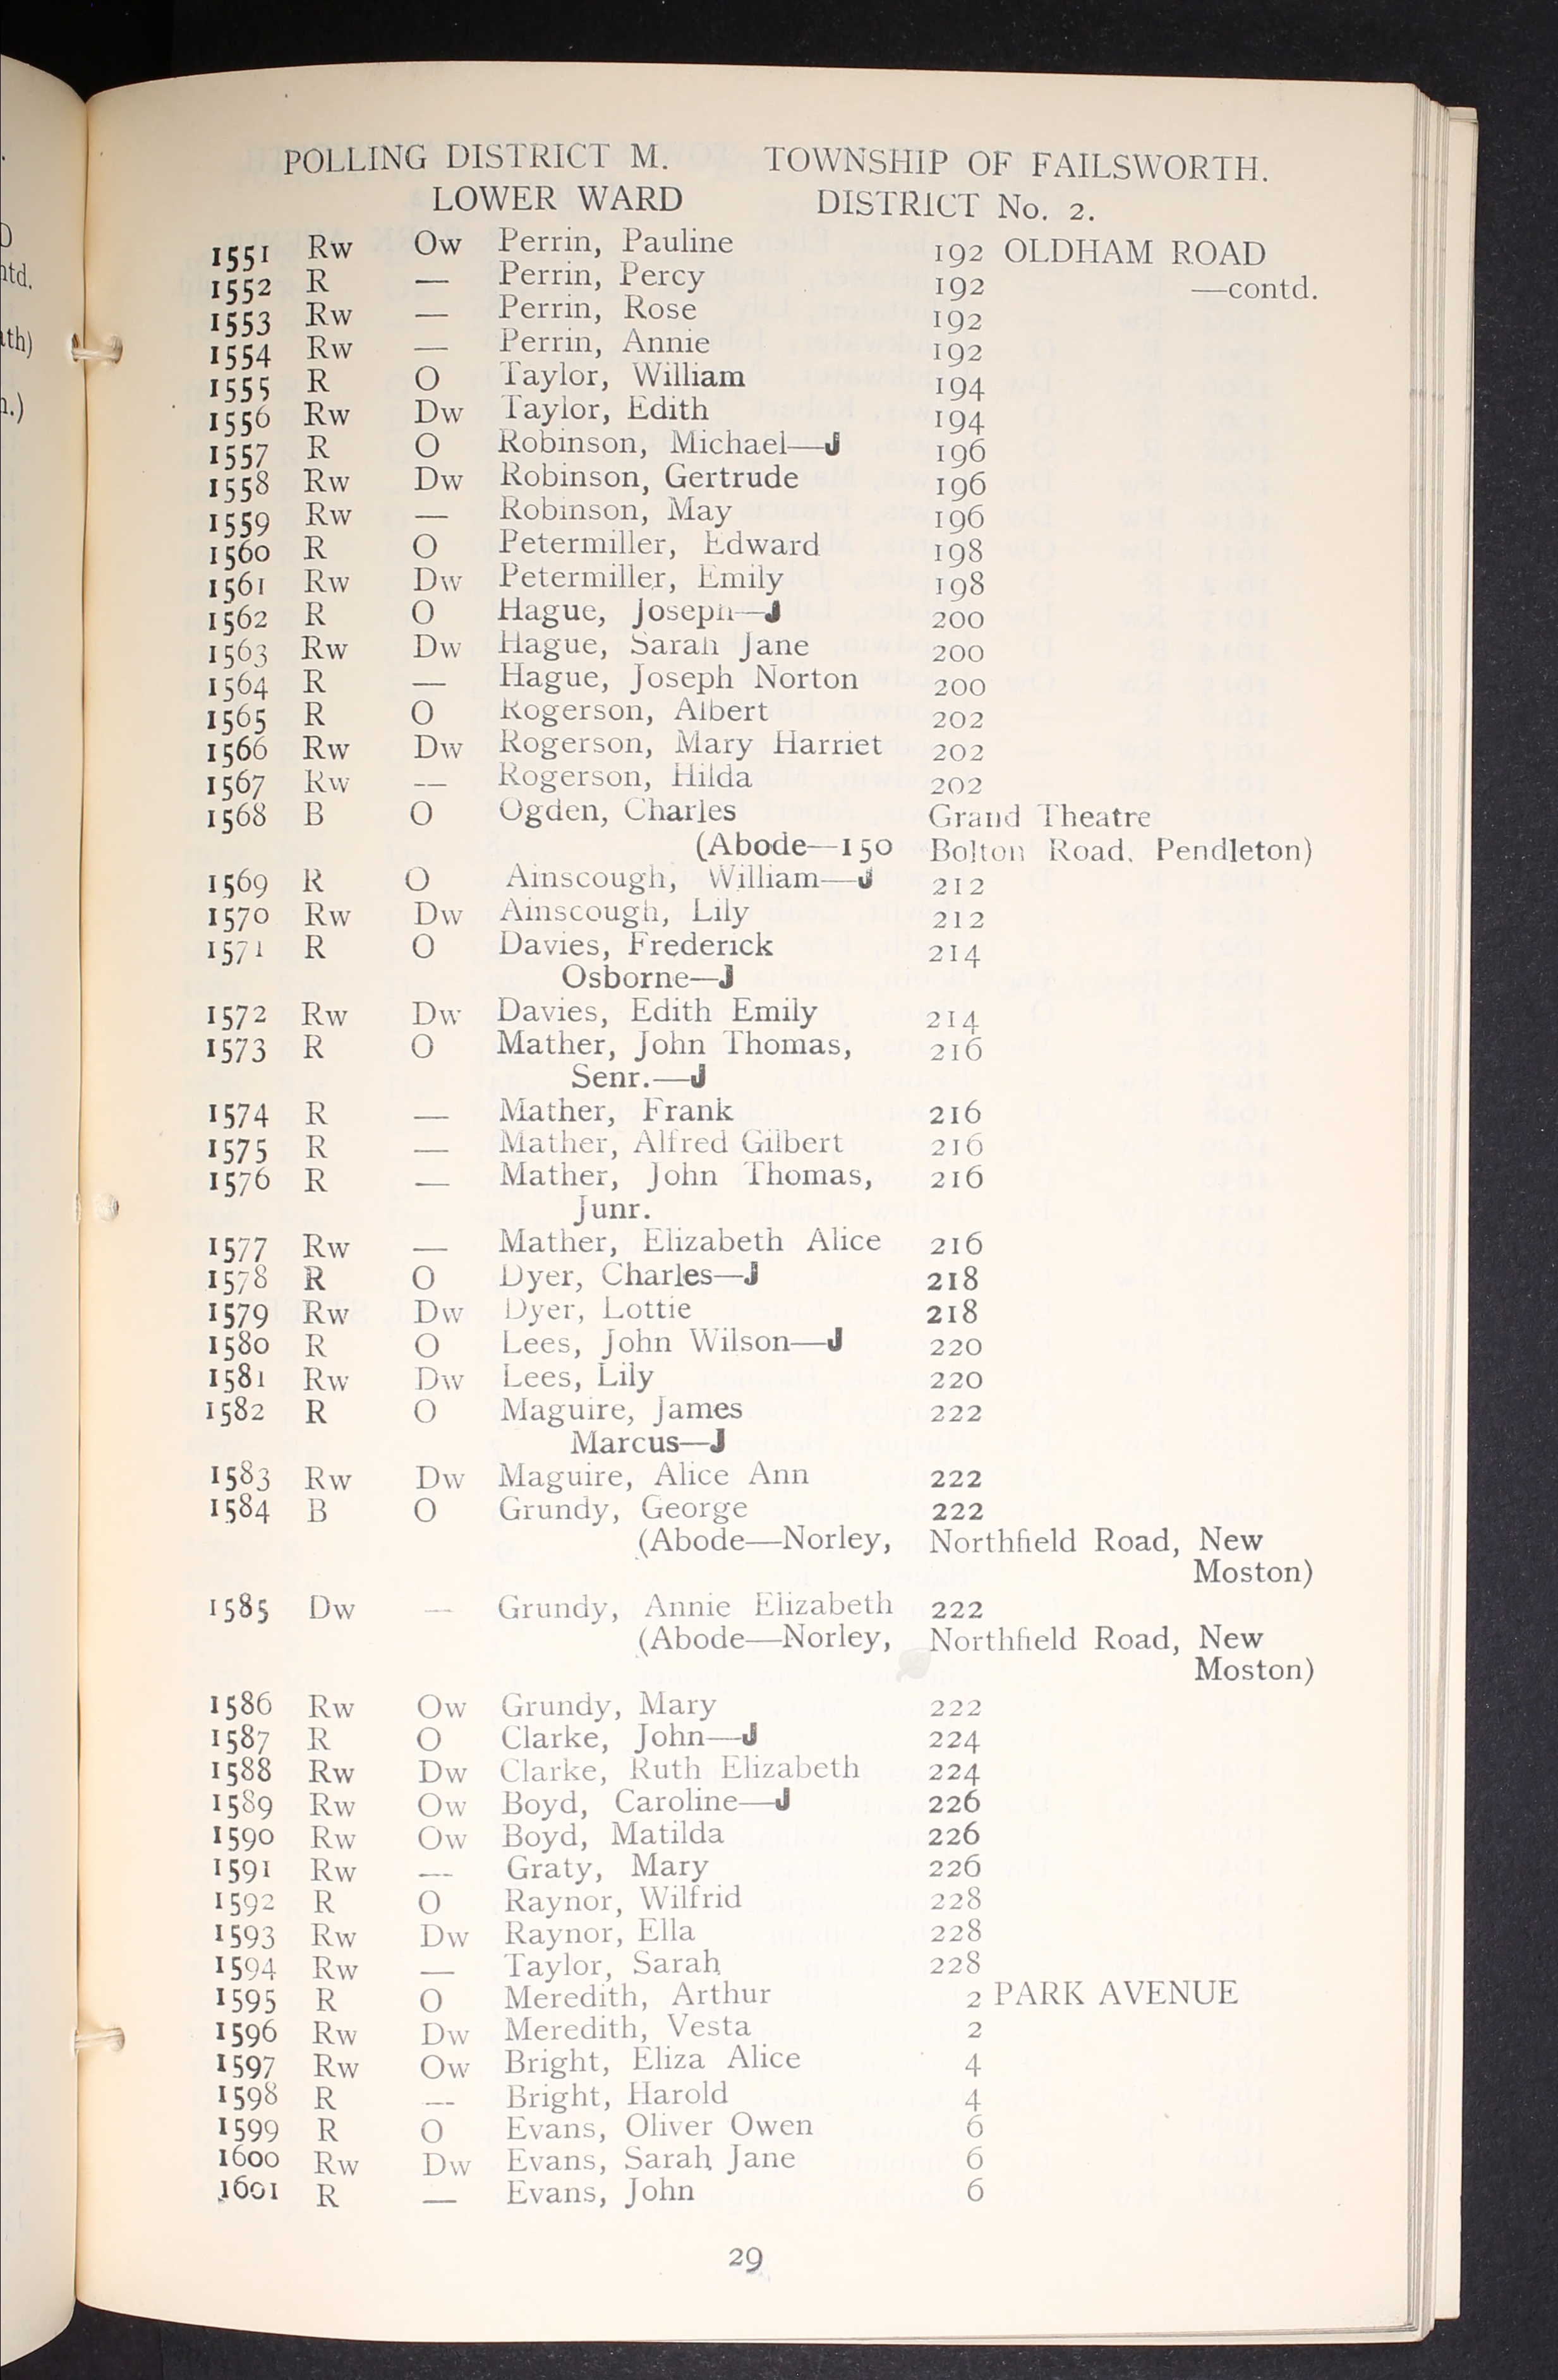 POLLING DISTRICT M. TOWNSHIP OF FAILSWORTH.
LOWER WARD DISTRICT No. 2.
1551 Rw Ow Perrin, Pauline 192 OLDHAM ROAD
1552 R — Perrin, Percy 192 —contd.
1553 Rw — Perrin, Rose 192
1554 Rw — Perrin, Annie 192
1555 R O Taylor, William 194
1556 Rw Dw Taylor, Edith 194
1557 R O Robinson, Michael—J 196
1558 Rw Dw Robinson, Gertrude 196
1559 Rw — Robinson, May 196
1560 R O Petermiller, Edward 198
1561 Rw Dw Petermiller, Emily 198
1562 R O Hague, Joseph—J 200
1563 Rw Dw Hague, Sarah Jane 200
1564 R — Hague, Joseph Norton 200
1565 R O Rogerson, Albert 202
1566 Rw Dw Rogerson, Mary Harriet 202
1567 Rw — Rogerson, Hilda 202
1568 B O Ogden, Charles Grand Theatre
(Abode—150 Bolton Road, Pendleton)
1569 R O Ainscough, William—J 212
1570 Rw Dw Ainscough, Lily 212
1571 R O Davies, Frederick 214
Osborne—J
1572 Rw Dw Davies, Edith Emily 214
1573 R O Mather, John Thomas, 216
Senr.—J
1574 R — Mather, Frank 216
1575 R — Mather, Alfred Gilbert 216
1576 R — Mather, John Thomas, 216
Junr.
1577 Rw — Mather, Elizabeth Alice 216
1578 R O Dyer, Charles—J 218
1579 Rw Dw Dyer, Lottie 218
1580 R O Lees, John Wilson—J 220
1581 Rw Dw Lees, Lily 220
1582 R O Maguire, James 222
Marcus—J
1583 Rw Dw Maguire, Alice Ann 222
1584 B O Grundy, George 222
(Abode—Norley, Northfield Road, New
Moston)
1585 Dw — Grundy, Annie Elizabeth 222
(Abode—Norley, Northfield Road, New
Moston)
1586 Rw Ow Grundy, Mary 222
1587 R O Clarke, John—J 224
1588 Rw Dw Clarke, Ruth Elizabeth 224
1589 Rw Ow Boyd, Caroline—J 226
1590 Rw Ow Boyd, Matilda 226
1591 Rw — Graty, Mary 226
1592 R O Raynor, Wilfrid 228
1593 Rw Dw Raynor, Ella 228
1594 Rw — Taylor, Sarah 228
1595 R O Meredith, Arthur 2 PARK AVENUE
1596 Rw Dw Meredith, Vesta 2
1597 Rw Ow Bright, Eliza Alice 4
1598 R — Bright, Harold 4
1599 R O Evans, Oliver Owen 6
1600 Rw Dw Evans, Sarah Jane 6
1601 R — Evans, John 6
29